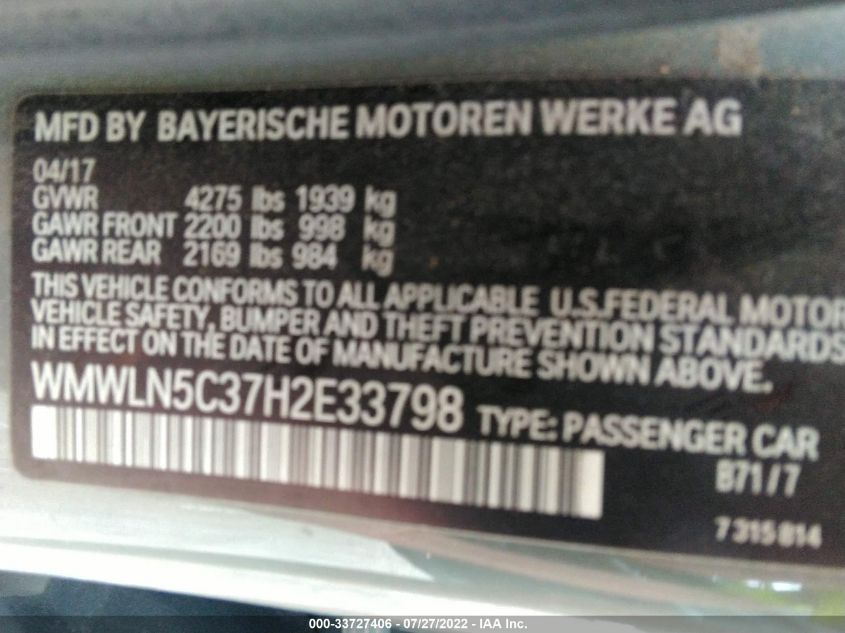 MFD BY BAYERISCHE MOTOREN WERKE AG
04/17
GVWR 4275 lbs 1939 kg
GAWR FRONT 2200 lbs 998 kg
GAWR REAR 2169 lbs 984 kg
THIS VEHICLE CONFORMS TO ALL APPLICABLE U.S.FEDERAL MOTOR
VEHICLE SAFETY, BUMPER AND THEFT PREVENTION STANDARDS
IN EFFECT ON THE DATE OF MANUFACTURE SHOWN ABOVE.
WMWLN5C37H2E33798 TYPE: PASSENGER CAR
B71/7
7 315 814
000-33727406 - 07/27/2022 - IAA Inc.